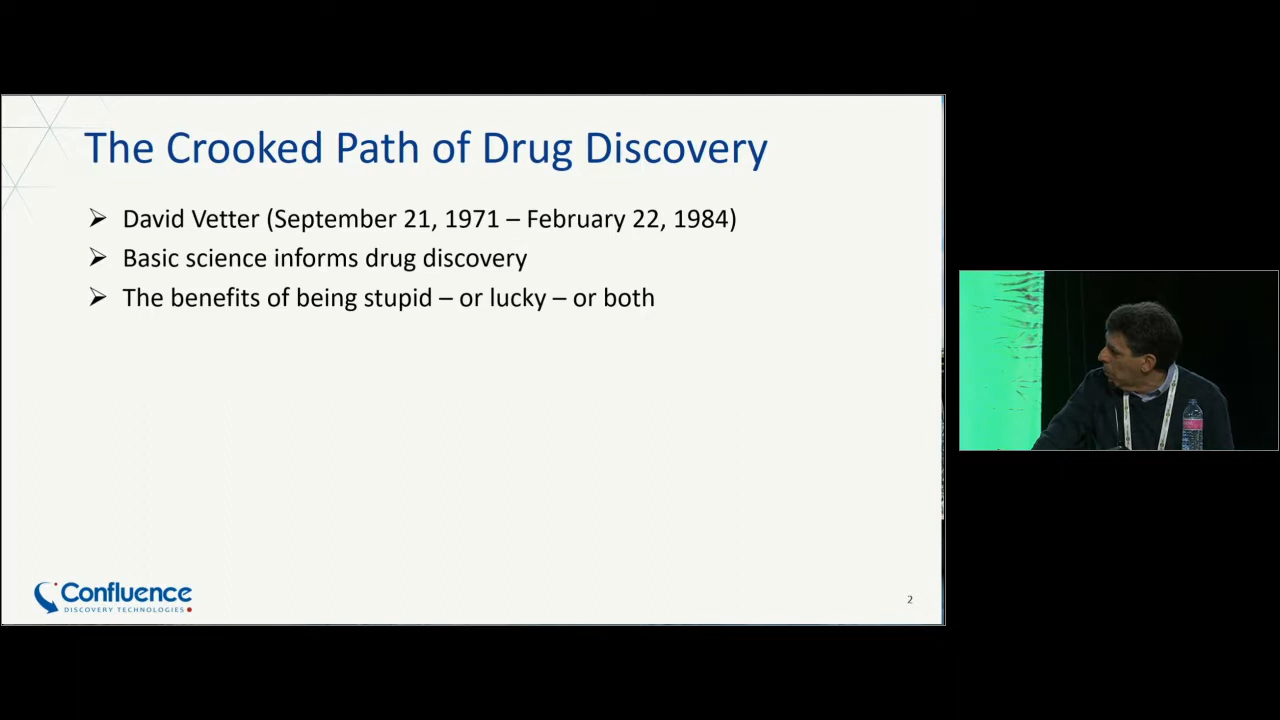 The Crooked Path of Drug Discovery
➢ David Vetter (September 21, 1971 – February 22, 1984)
➢ Basic science informs drug discovery
➢ The benefits of being stupid – or lucky – or both
Confluence
DISCOVERY TECHNOLOGIES
2